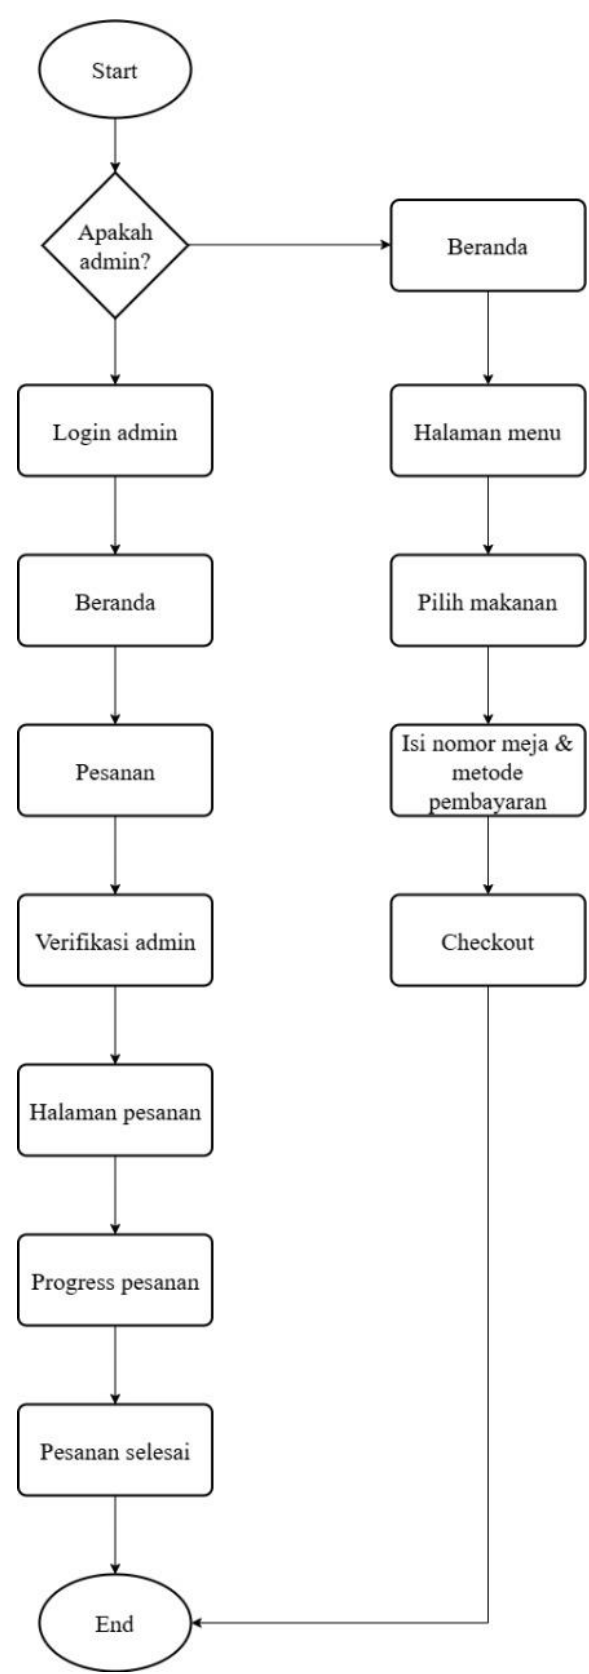 Start
Apakah
admin?
Beranda
Login admin
Halaman menu
Beranda
Pilih makanan
Pesanan
Isi nomor meja &
metode
pembayaran
Verifikasi admin
Checkout
Halaman pesanan
Progress pesanan
Pesanan selesai
End